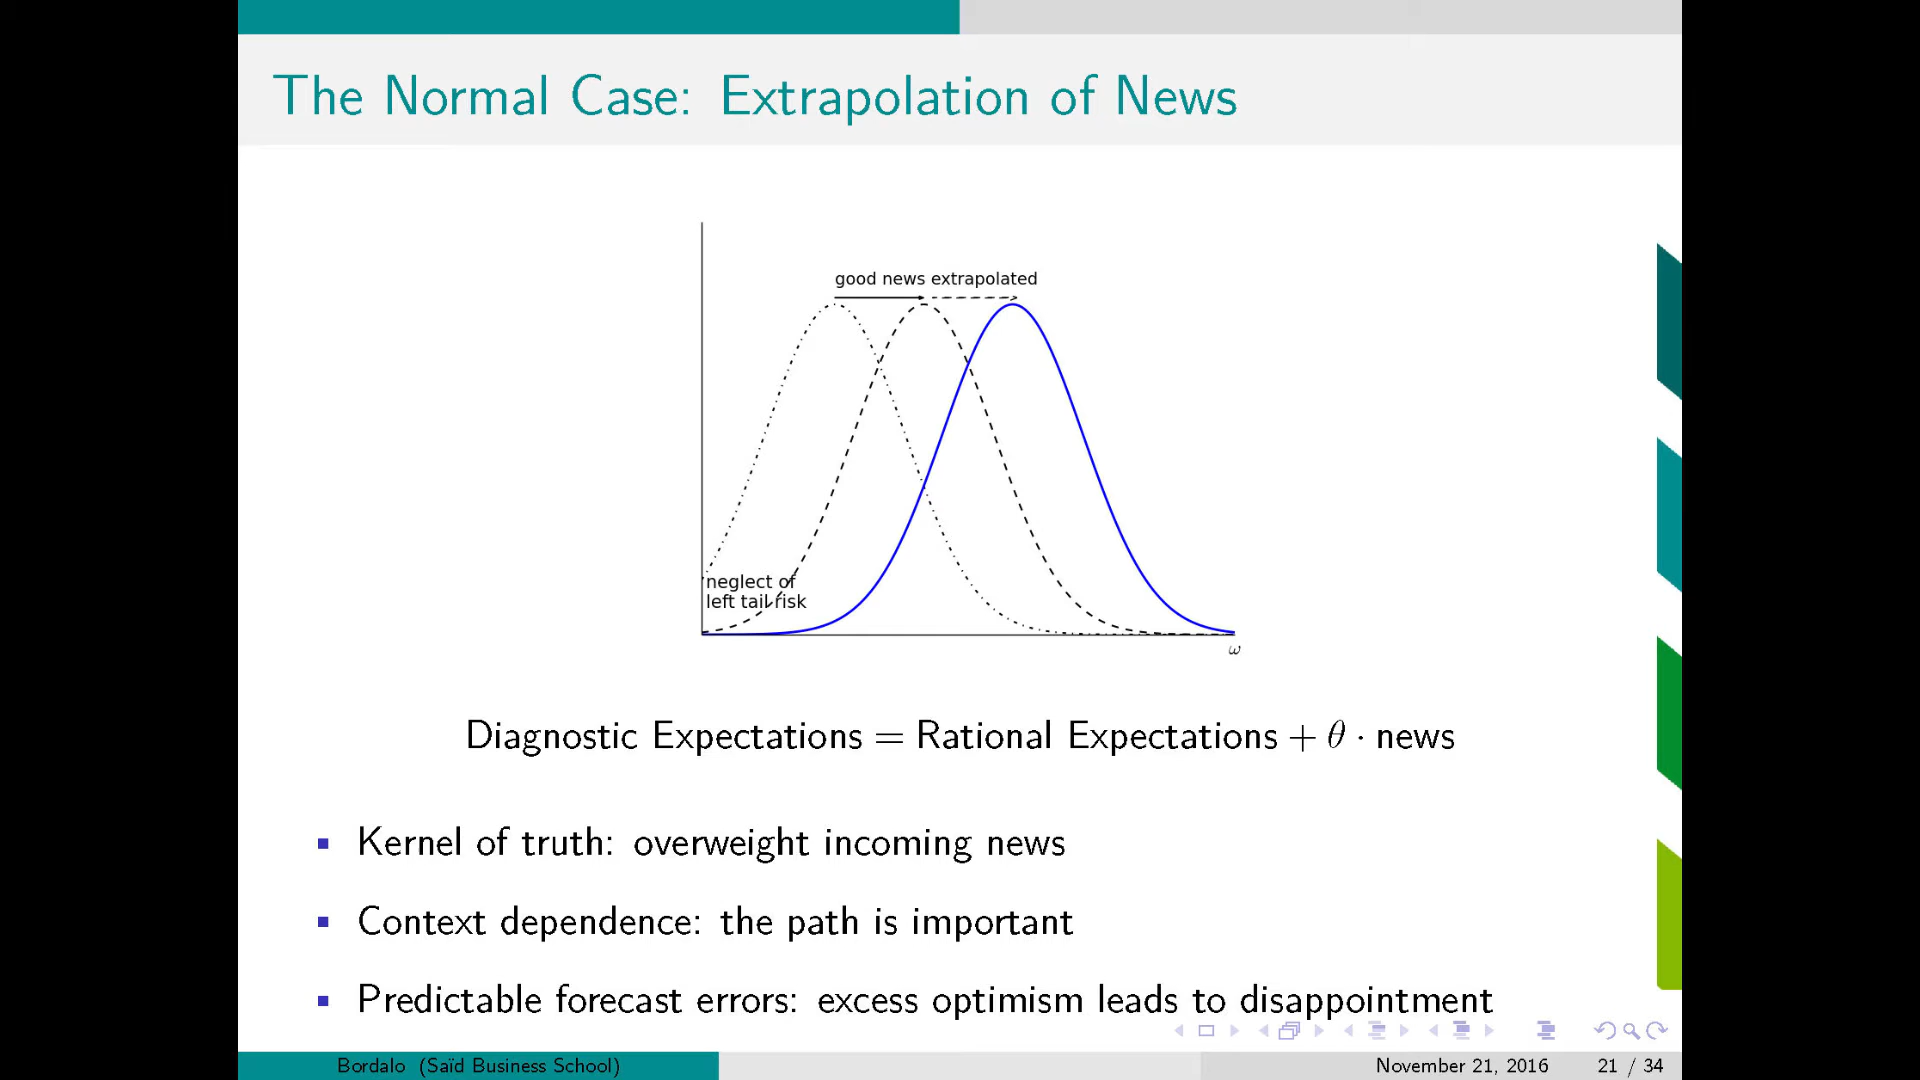 The Normal Case: Extrapolation of News
good news extrapolated
neglect of
left tail risk
ω
Diagnostic Expectations = Rational Expectations + θ · news
Kernel of truth: overweight incoming news
Context dependence: the path is important
Predictable forecast errors: excess optimism leads to disappointment
Bordalo (Saïd Business School) November 21, 2016 21 / 34